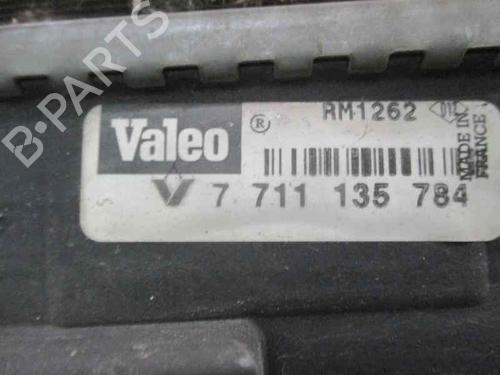 Valeo ® RM1262
7 711 135 784
MADE IN
FRANCE
B-PARTS